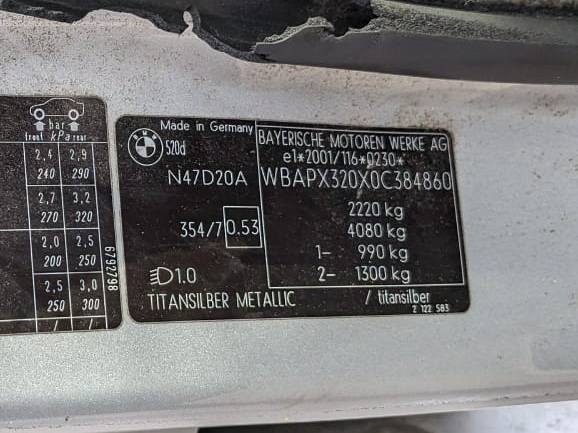 bar
front kPa rear
2,4 2,9
240 290
2,7 3,2
270 320
2,0 2,5
200 250
2,5 3,0
250 300
/ /
6792798
BMW
Made in Germany
520d
N47D20A
354/7 0.53
1.0
TITANSILBER METALLIC
BAYERISCHE MOTOREN WERKE AG
e1*2001/116*0230*
WBAPX320X0C384860
2220 kg
4080 kg
1– 990 kg
2– 1300 kg
/ titansilber
2 122 583